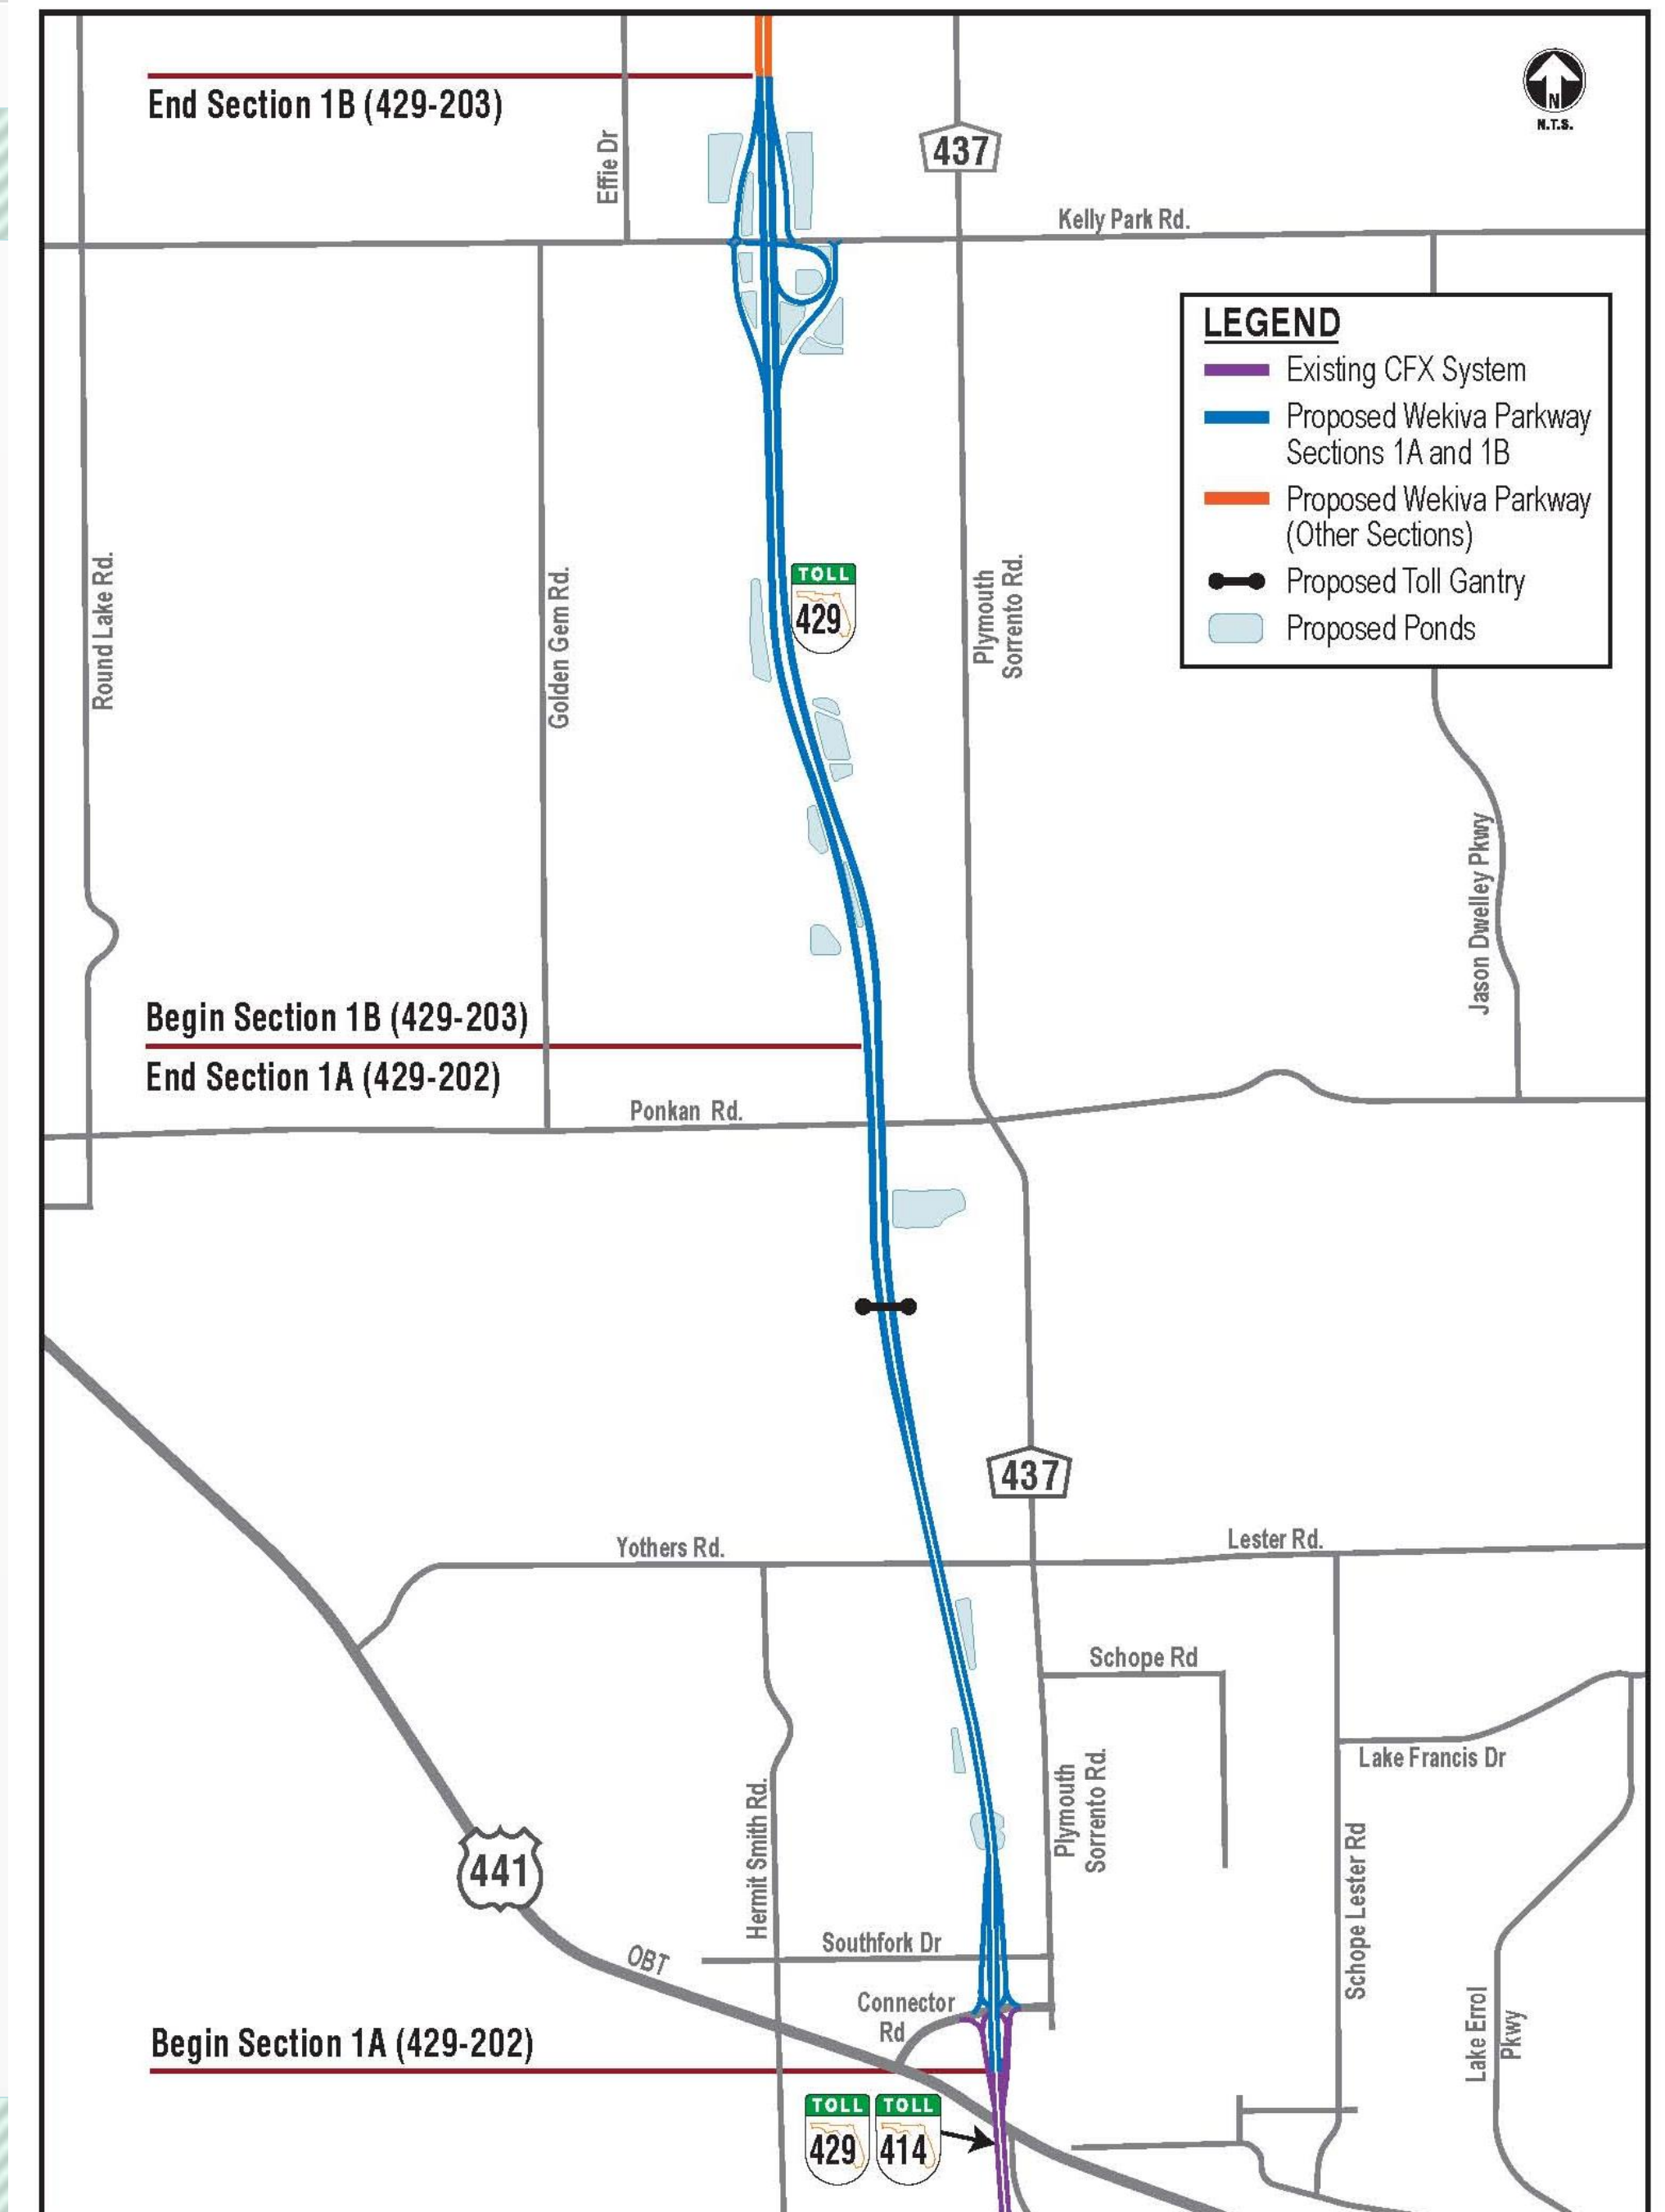 End Section 1B (429-203)
N
N.T.S.
Effie Dr
437
Kelly Park Rd.
LEGEND
Existing CFX System
Proposed Wekiva Parkway
Sections 1A and 1B
Proposed Wekiva Parkway
(Other Sections)
Proposed Toll Gantry
Proposed Ponds
Round Lake Rd.
Golden Gem Rd.
TOLL
429
Plymouth
Sorrento Rd.
Jason Dwelley Pkwy
Begin Section 1B (429-203)
End Section 1A (429-202)
Ponkan Rd.
437
Yothers Rd.
Lester Rd.
Schope Rd
Lake Francis Dr
441
Hermit Smith Rd.
Plymouth
Sorrento Rd.
Schope Lester Rd
Southfork Dr
OBT
Connector
Rd
Lake Errol
Pkwy
Begin Section 1A (429-202)
TOLL
429
TOLL
414